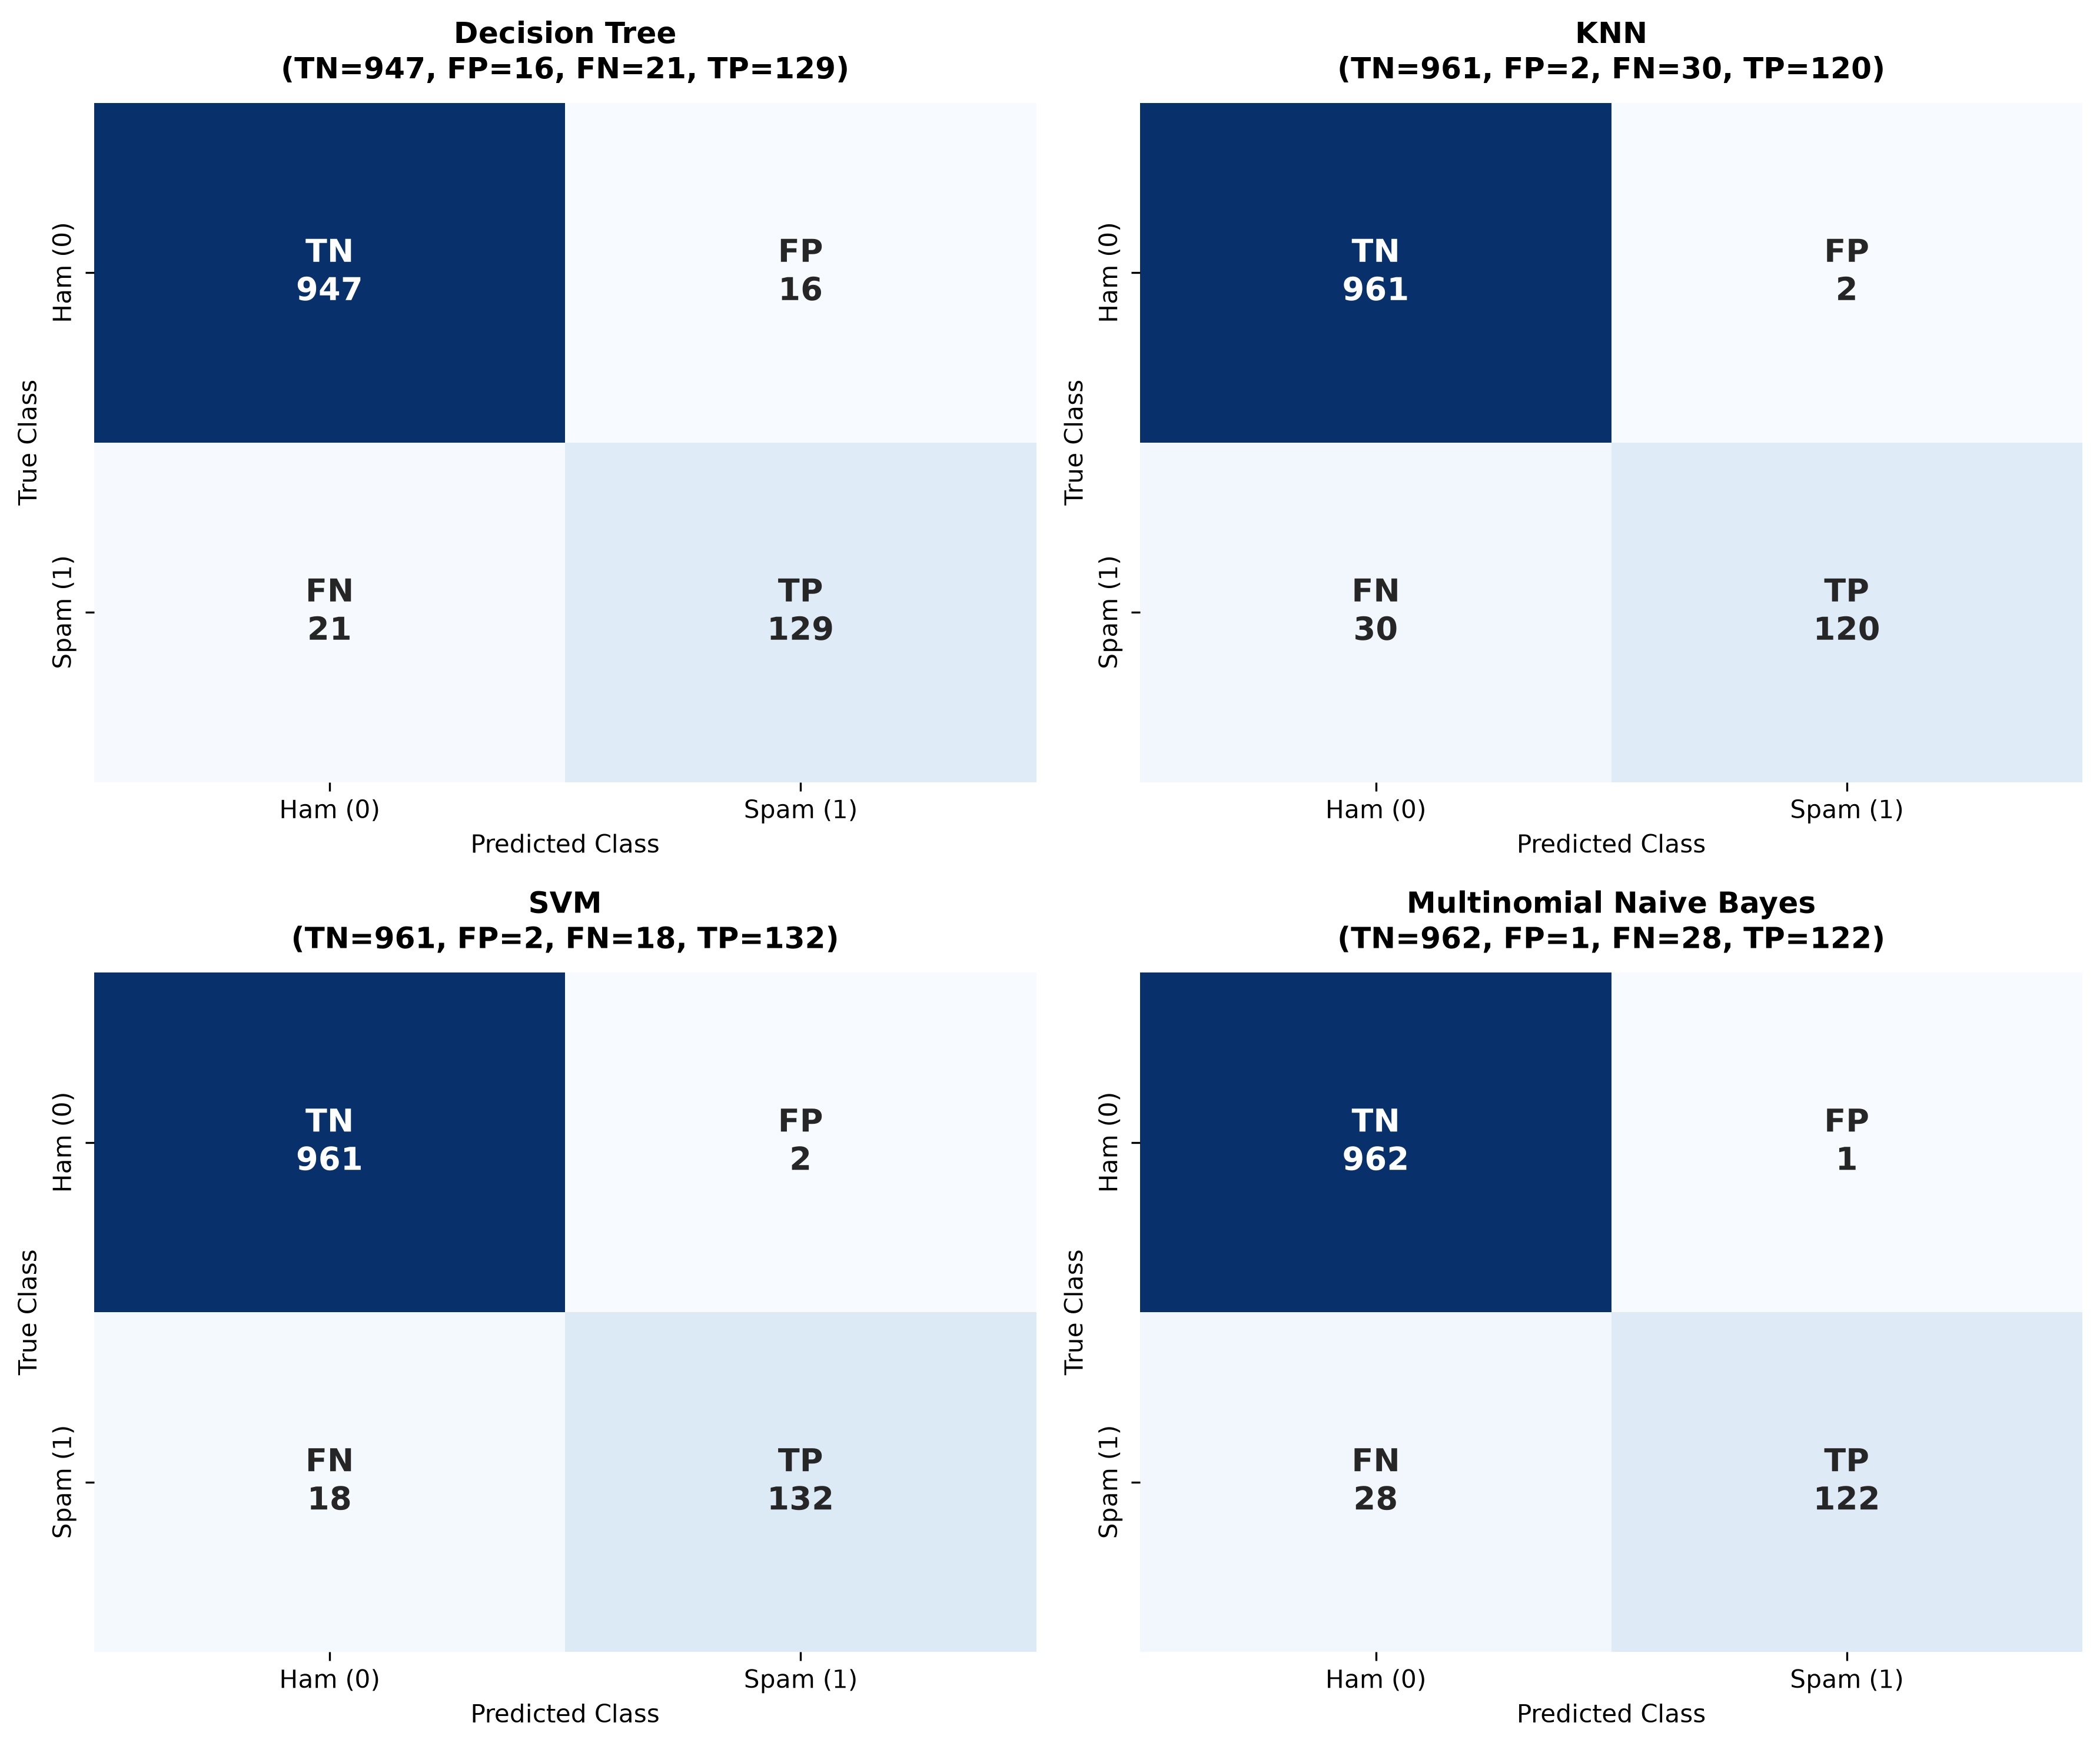 Decision Tree
(TN=947, FP=16, FN=21, TP=129)
True Class
Ham (0)
Spam (1)
TN
947
FP
16
FN
21
TP
129
Ham (0)
Spam (1)
Predicted Class
KNN
(TN=961, FP=2, FN=30, TP=120)
True Class
Ham (0)
Spam (1)
TN
961
FP
2
FN
30
TP
120
Ham (0)
Spam (1)
Predicted Class
SVM
(TN=961, FP=2, FN=18, TP=132)
True Class
Ham (0)
Spam (1)
TN
961
FP
2
FN
18
TP
132
Ham (0)
Spam (1)
Predicted Class
Multinomial Naive Bayes
(TN=962, FP=1, FN=28, TP=122)
True Class
Ham (0)
Spam (1)
TN
962
FP
1
FN
28
TP
122
Ham (0)
Spam (1)
Predicted Class